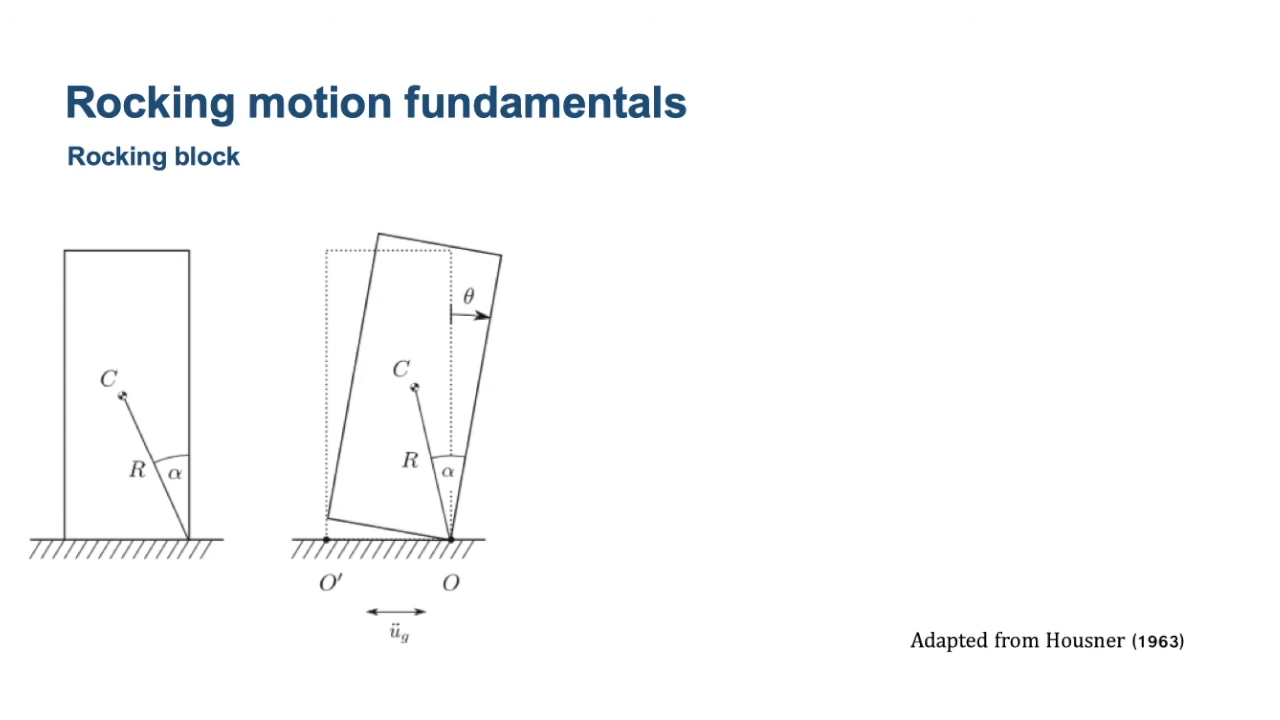 Rocking motion fundamentals
Rocking block
C
R
α
θ
C
R
α
O′
O
ü_g
Adapted from Housner (1963)